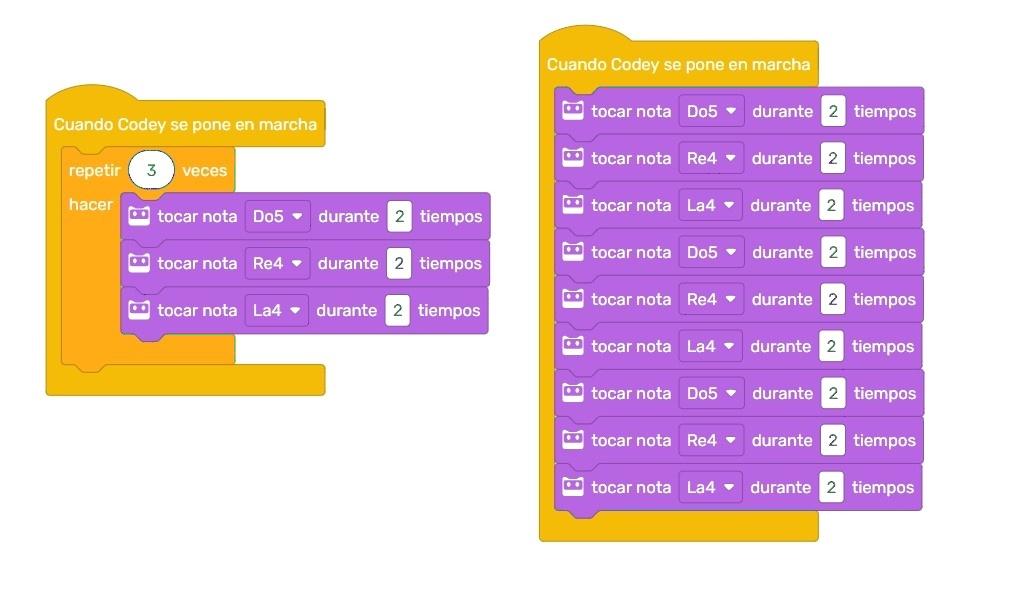 Cuando Codey se pone en marcha
repetir 3 veces
hacer
tocar nota Do5 durante 2 tiempos
tocar nota Re4 durante 2 tiempos
tocar nota La4 durante 2 tiempos
Cuando Codey se pone en marcha
tocar nota Do5 durante 2 tiempos
tocar nota Re4 durante 2 tiempos
tocar nota La4 durante 2 tiempos
tocar nota Do5 durante 2 tiempos
tocar nota Re4 durante 2 tiempos
tocar nota La4 durante 2 tiempos
tocar nota Do5 durante 2 tiempos
tocar nota Re4 durante 2 tiempos
tocar nota La4 durante 2 tiempos